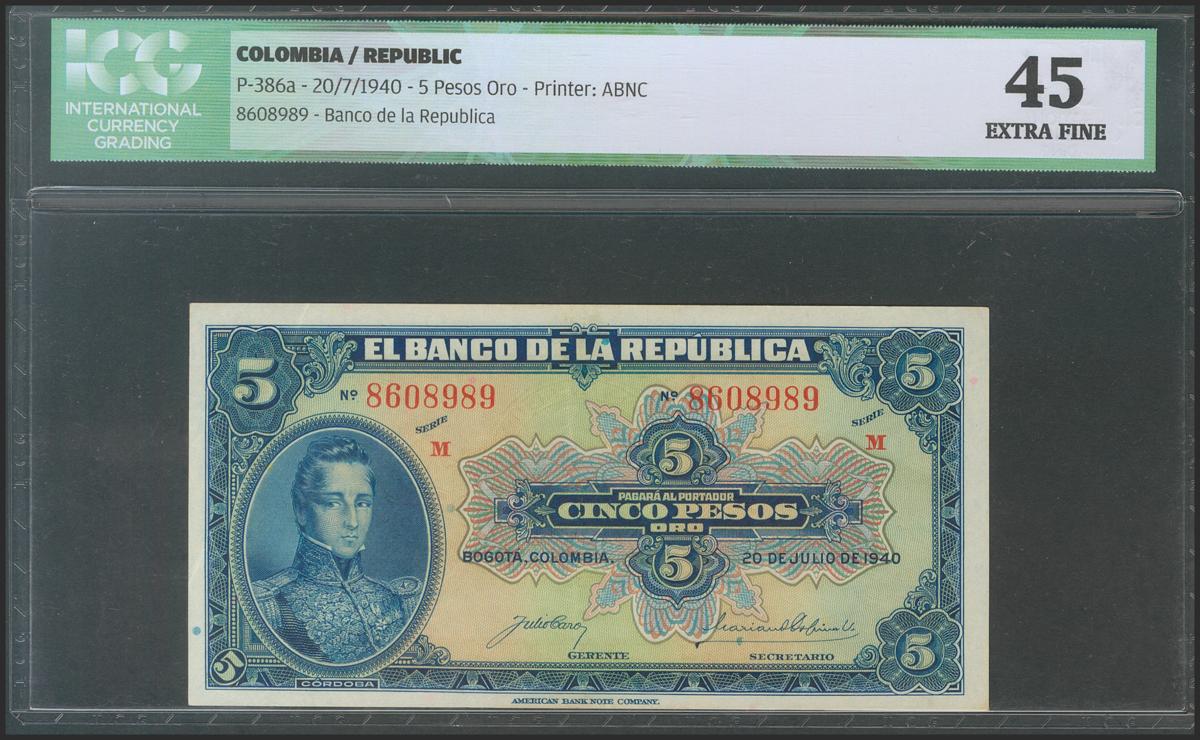 ICG
INTERNATIONAL
CURRENCY
GRADING
COLOMBIA / REPUBLIC
P-386a - 20/7/1940 - 5 Pesos Oro - Printer: ABNC
8608989 - Banco de la Republica
45
EXTRA FINE
EL BANCO DE LA REPÚBLICA
5
5
Nº 8608989
Nº 8608989
SERIE
M
SERIE
M
5
PAGARÁ AL PORTADOR
CINCO PESOS
ORO
5
BOGOTA, COLOMBIA, 20 DE JULIO DE 1940
Julio Caro
GERENTE
SECRETARIO
5
5
CÓRDOBA
AMERICAN BANK NOTE COMPANY.